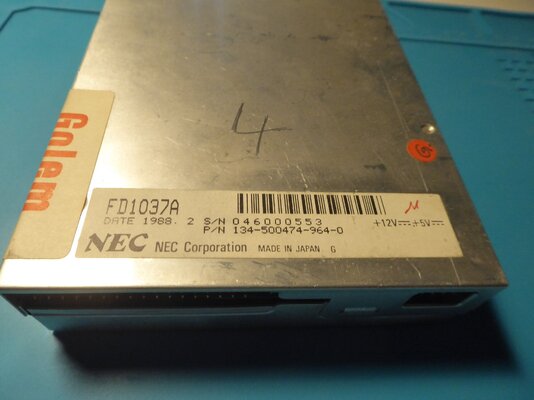 4
Golem
G
FD1037A
DATE 1988. 2 S/N 046000553
P/N 134-500474-964-0
+12V +5V
NEC NEC Corporation MADE IN JAPAN G